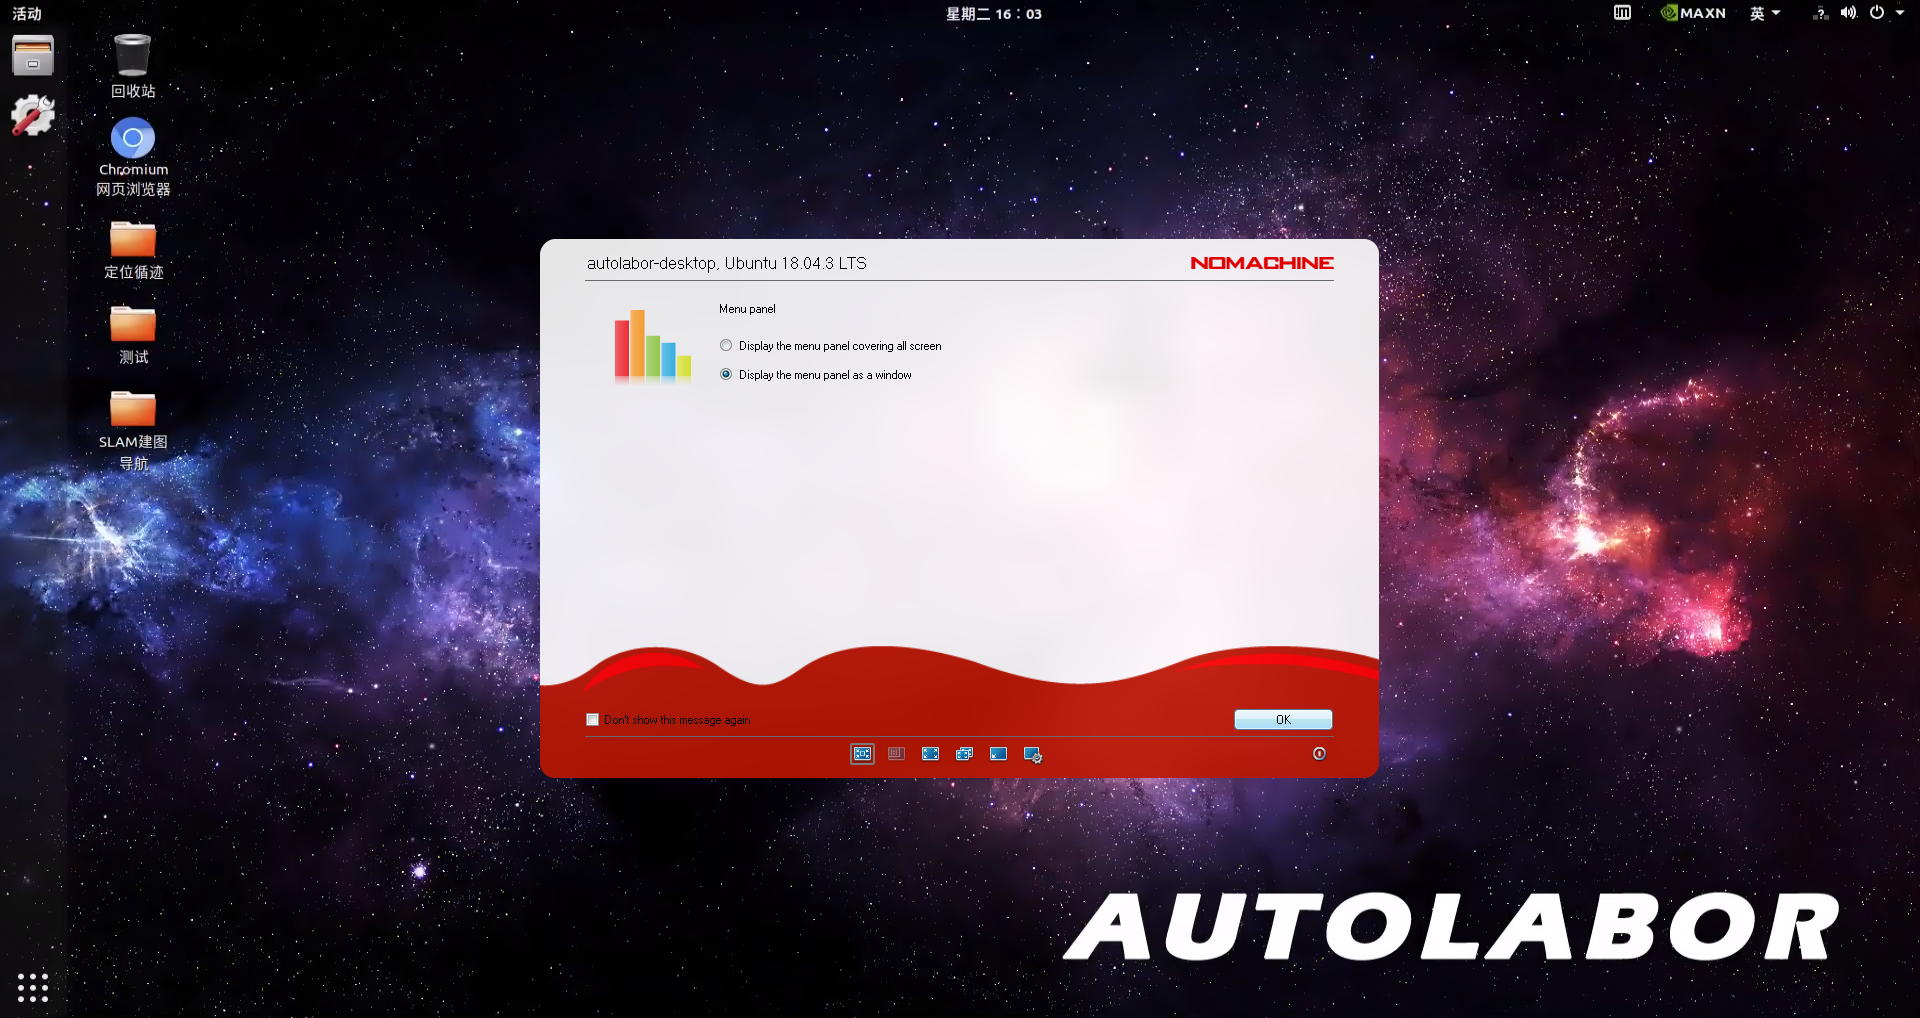 活动
星期二 16：03
MAXN
英
?
回收站
Chromium
网页浏览器
定位循迹
测试
SLAM建图
导航
autolabor-desktop, Ubuntu 18.04.3 LTS
NOMACHINE
Menu panel
Display the menu panel covering all screen
Display the menu panel as a window
Don't show this message again
OK
AUTOLABOR